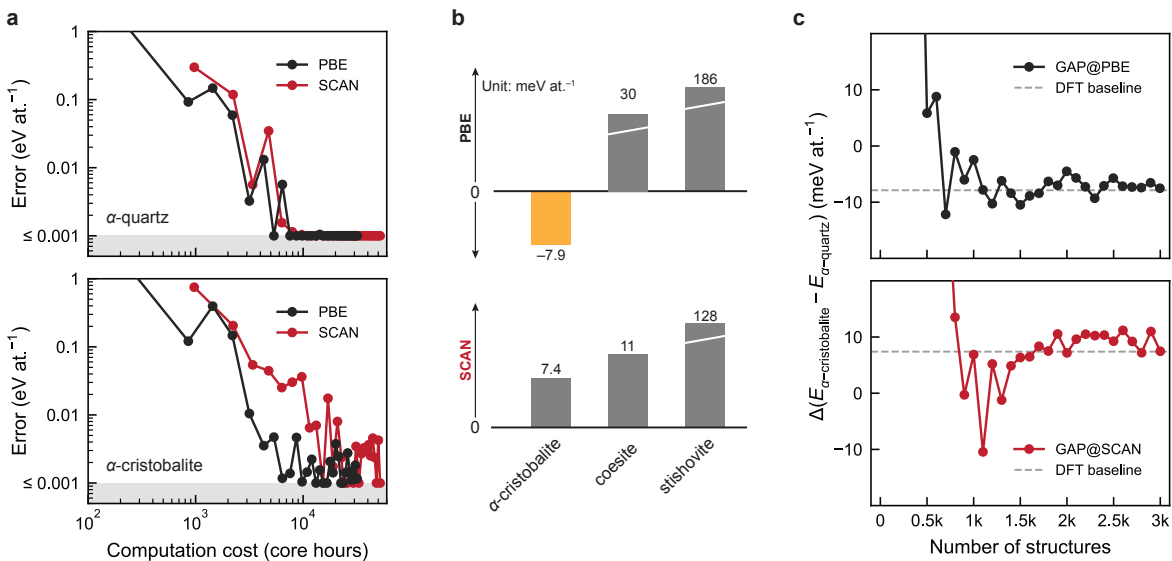 a
1
0.1
0.01
≤ 0.001
Error (eV at.⁻¹)
PBE
SCAN
α-quartz
1
0.1
0.01
≤ 0.001
Error (eV at.⁻¹)
PBE
SCAN
α-cristobalite
10² 10³ 10⁴
Computation cost (core hours)
b
Unit: meV at.⁻¹
PBE
0
−7.9
30
186
SCAN
0
7.4
11
128
α-cristobalite
coesite
stishovite
c
Δ(Eα−cristobalite − Eα−quartz) (meV at.⁻¹)
10
0
−10
GAP@PBE
DFT baseline
10
0
−10
GAP@SCAN
DFT baseline
0 0.5k 1k 1.5k 2k 2.5k 3k
Number of structures